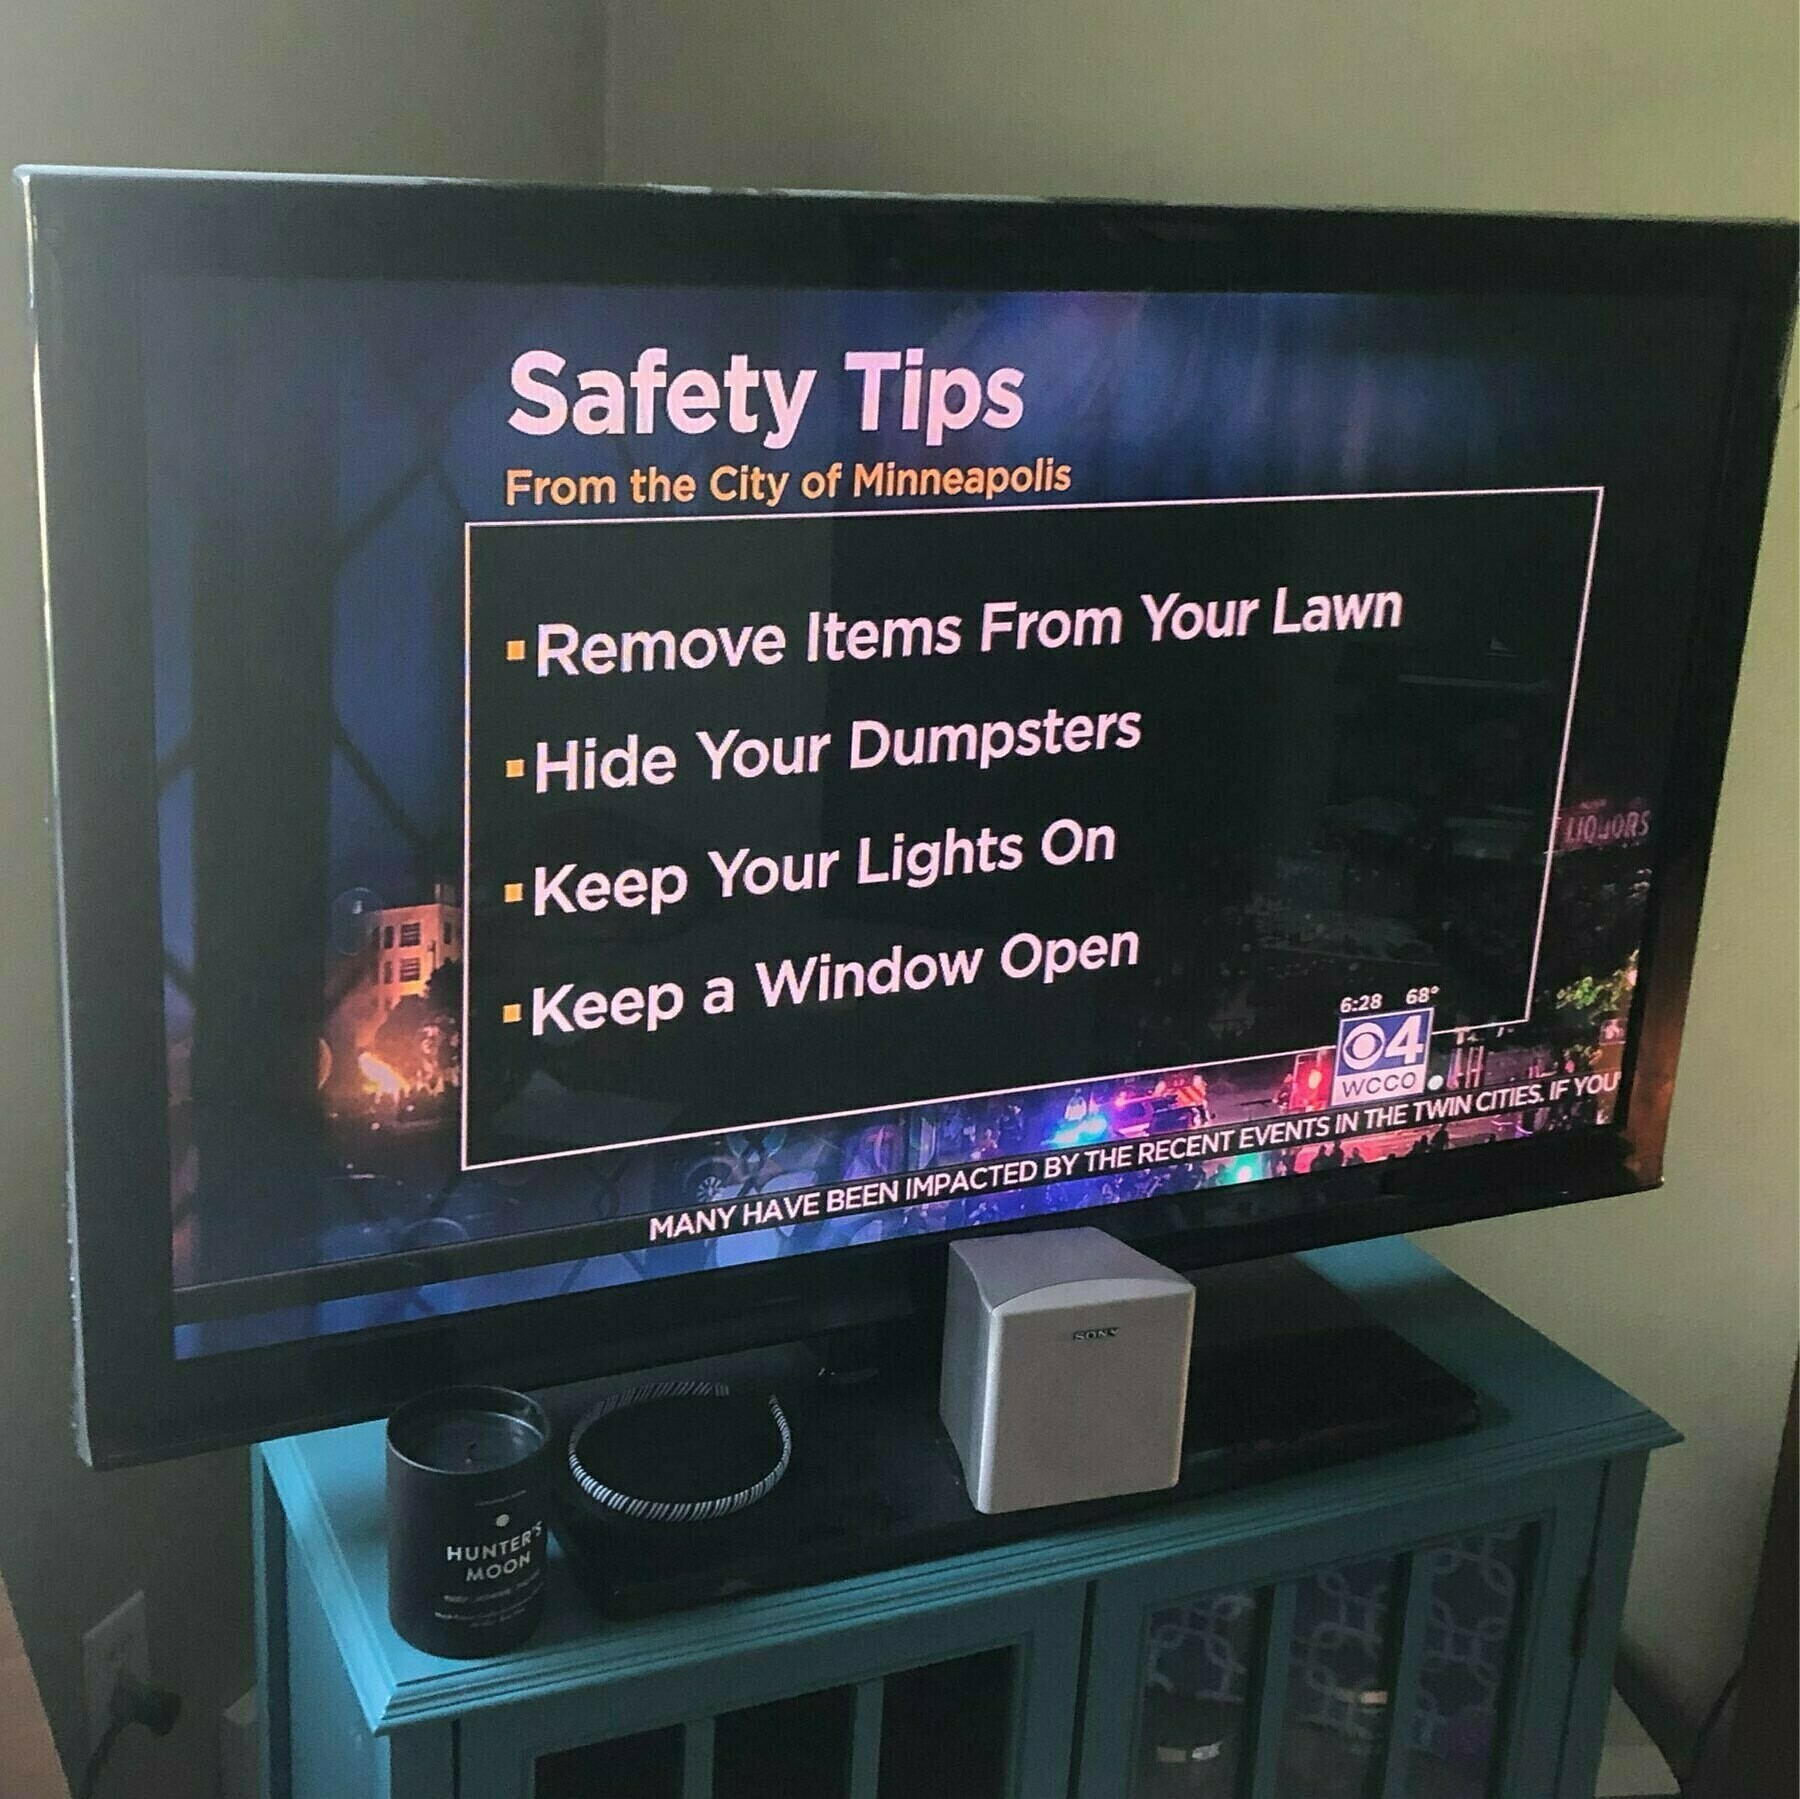 Safety Tips
From the City of Minneapolis
Remove Items From Your Lawn
Hide Your Dumpsters
Keep Your Lights On
Keep a Window Open
LIQUORS
6:28 68°
4
WCCO
MANY HAVE BEEN IMPACTED BY THE RECENT EVENTS IN THE TWIN CITIES. IF YOU
SONY
HUNTER'S
MOON